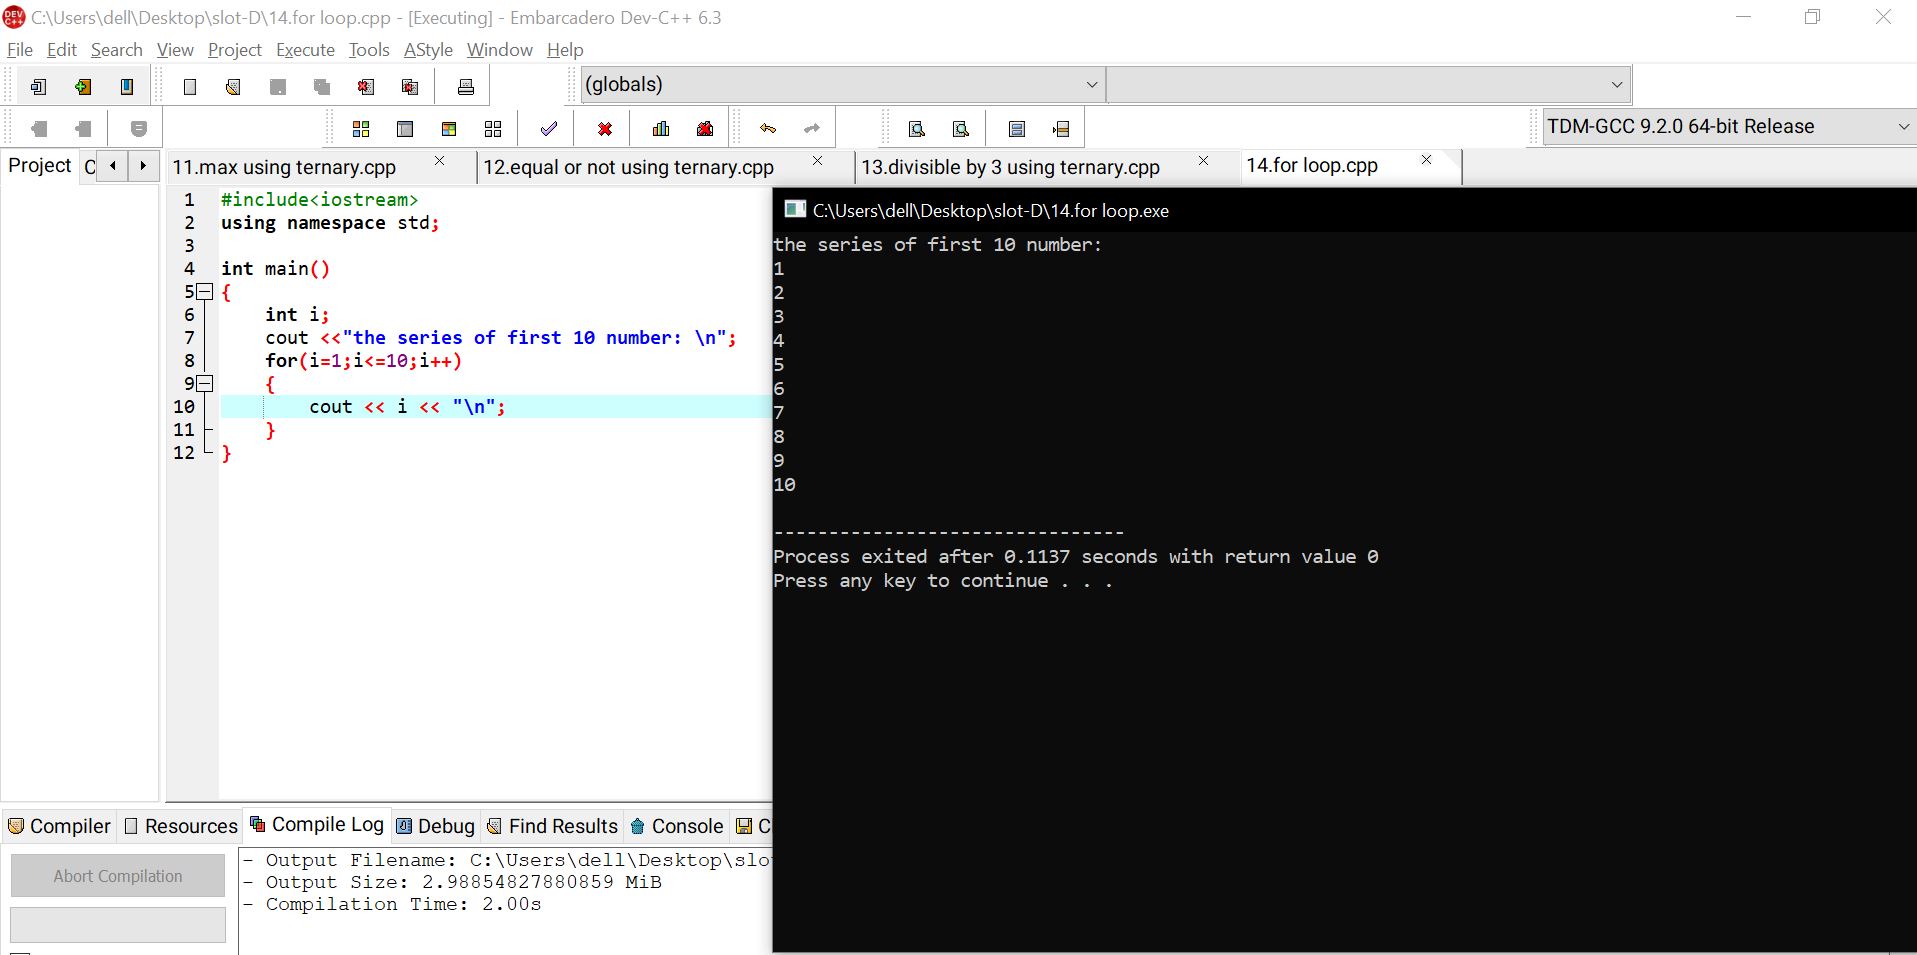 C:\Users\dell\Desktop\slot-D\14.for loop.cpp - [Executing] - Embarcadero Dev-C++ 6.3
File Edit Search View Project Execute Tools AStyle Window Help
(globals)
TDM-GCC 9.2.0 64-bit Release
Project C
11.max using ternary.cpp 12.equal or not using ternary.cpp 13.divisible by 3 using ternary.cpp 14.for loop.cpp
1 #include<iostream>
2 using namespace std;
3
4 int main()
5 {
6 int i;
7 cout <<"the series of first 10 number: \n";
8 for(i=1;i<=10;i++)
9 {
10 cout << i << "\n";
11 }
12 }
C:\Users\dell\Desktop\slot-D\14.for loop.exe
the series of first 10 number:
1
2
3
4
5
6
7
8
9
10
--------------------------------
Process exited after 0.1137 seconds with return value 0
Press any key to continue . . .
Compiler Resources Compile Log Debug Find Results Console C
Abort Compilation
- Output Filename: C:\Users\dell\Desktop\slo
- Output Size: 2.98854827880859 MiB
- Compilation Time: 2.00s